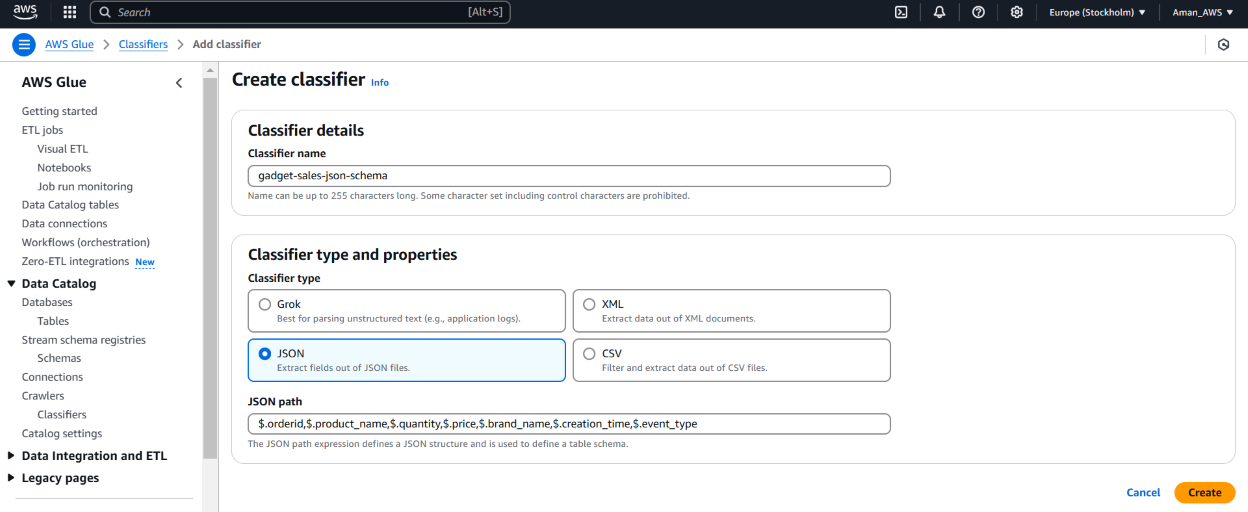 aws
Search [Alt+S]
Europe (Stockholm) ▼
Aman_AWS ▼
AWS Glue > Classifiers > Add classifier
AWS Glue
Getting started
ETL jobs
Visual ETL
Notebooks
Job run monitoring
Data Catalog tables
Data connections
Workflows (orchestration)
Zero-ETL integrations New
Data Catalog
Databases
Tables
Stream schema registries
Schemas
Connections
Crawlers
Classifiers
Catalog settings
Data Integration and ETL
Legacy pages
Create classifier Info
Classifier details
Classifier name
gadget-sales-json-schema
Name can be up to 255 characters long. Some character set including control characters are prohibited.
Classifier type and properties
Classifier type
Grok
Best for parsing unstructured text (e.g., application logs).
XML
Extract data out of XML documents.
JSON
Extract fields out of JSON files.
CSV
Filter and extract data out of CSV files.
JSON path
$.orderid,$.product_name,$.quantity,$.price,$.brand_name,$.creation_time,$.event_type
The JSON path expression defines a JSON structure and is used to define a table schema.
Cancel
Create